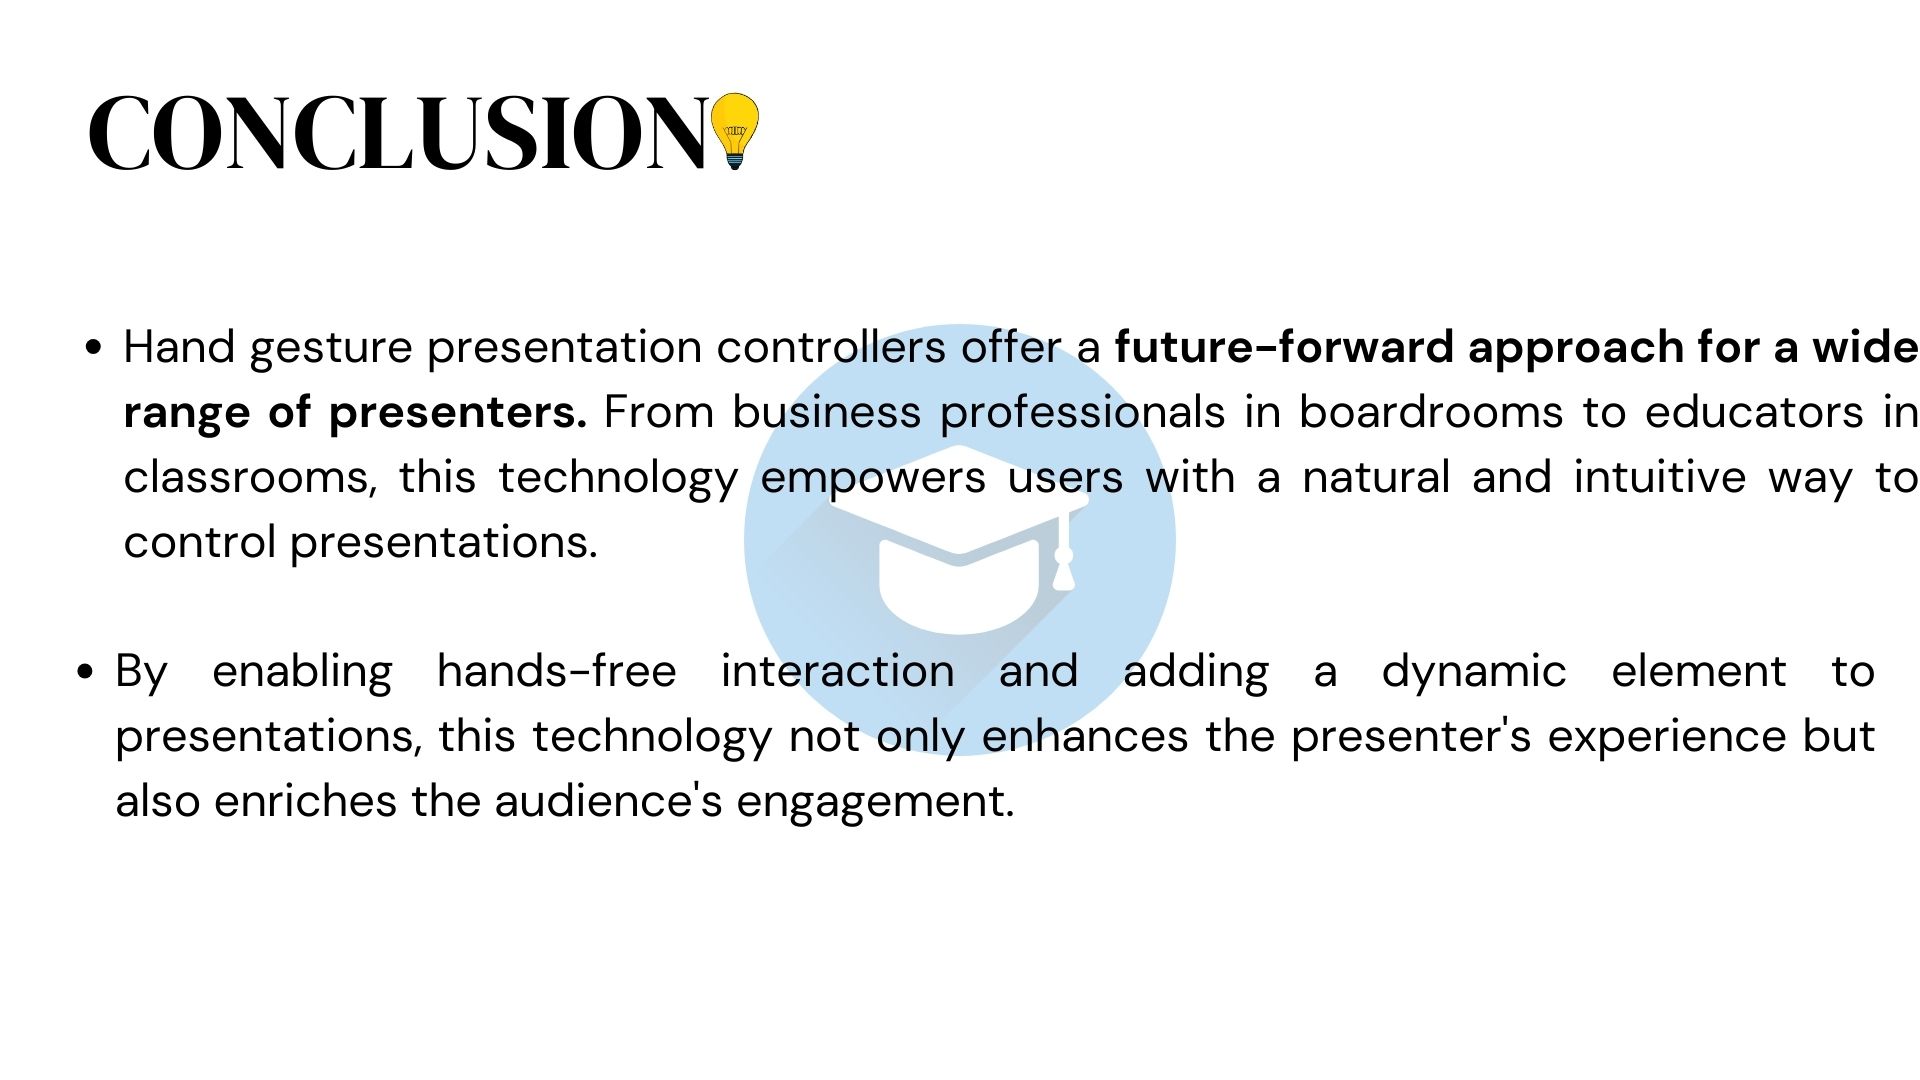 CONCLUSION
• Hand gesture presentation controllers offer a future-forward approach for a wide
range of presenters. From business professionals in boardrooms to educators in
classrooms, this technology empowers users with a natural and intuitive way to
control presentations.
• By enabling hands-free interaction and adding a dynamic element to
presentations, this technology not only enhances the presenter's experience but
also enriches the audience's engagement.